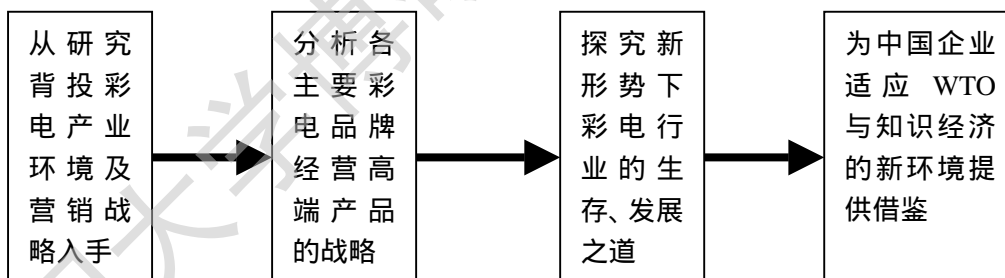 从研究
背投彩
电产业
环境及
营销战
略入手
分析各
主要彩
电品牌
经营高
端产品
的战略
探究新
形势下
彩电行
业的生
存、发展
之道
为中国企业
适应 WTO
与知识经济
的新环境提
供借鉴